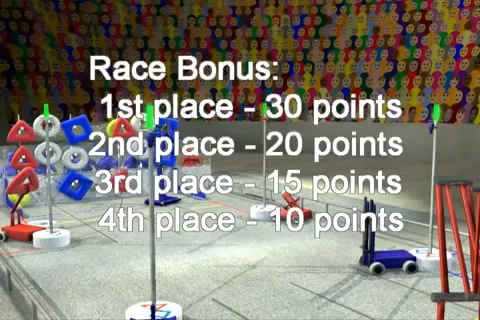 Race Bonus:
1st place - 30 points
2nd place - 20 points
3rd place - 15 points
4th place - 10 points